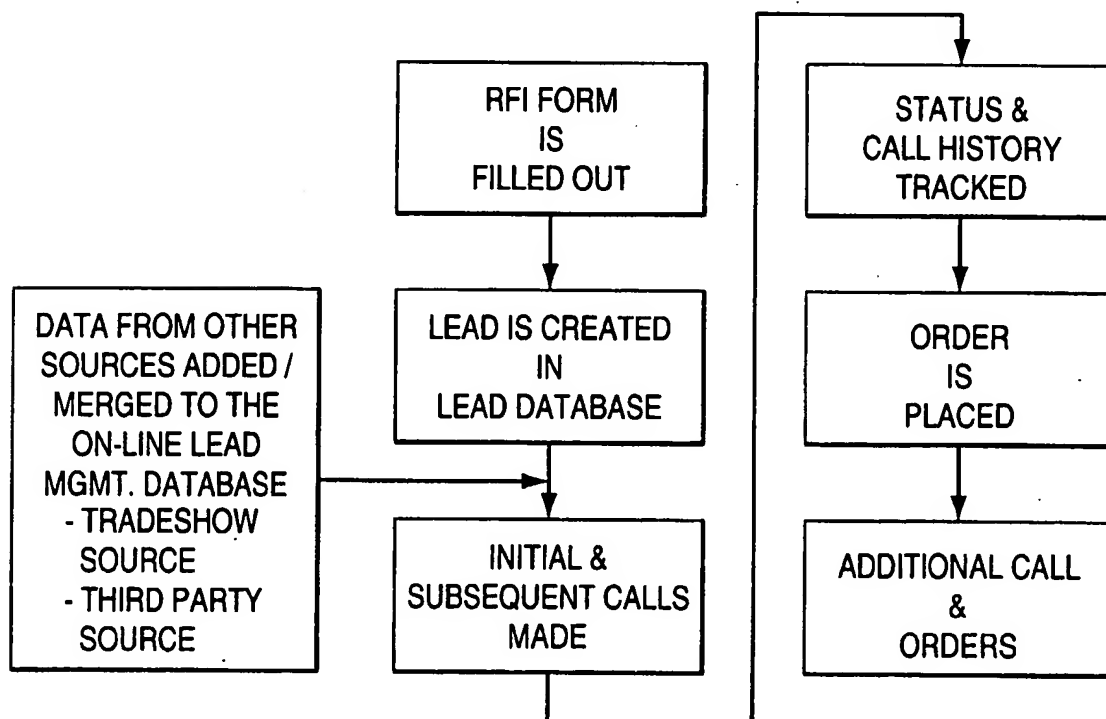 RFI FORM
IS
FILLED OUT
LEAD IS CREATED
IN
LEAD DATABASE
DATA FROM OTHER
SOURCES ADDED /
MERGED TO THE
ON-LINE LEAD
MGMT. DATABASE
- TRADESHOW
SOURCE
- THIRD PARTY
SOURCE
INITIAL &
SUBSEQUENT CALLS
MADE
STATUS &
CALL HISTORY
TRACKED
ORDER
IS
PLACED
ADDITIONAL CALL
&
ORDERS